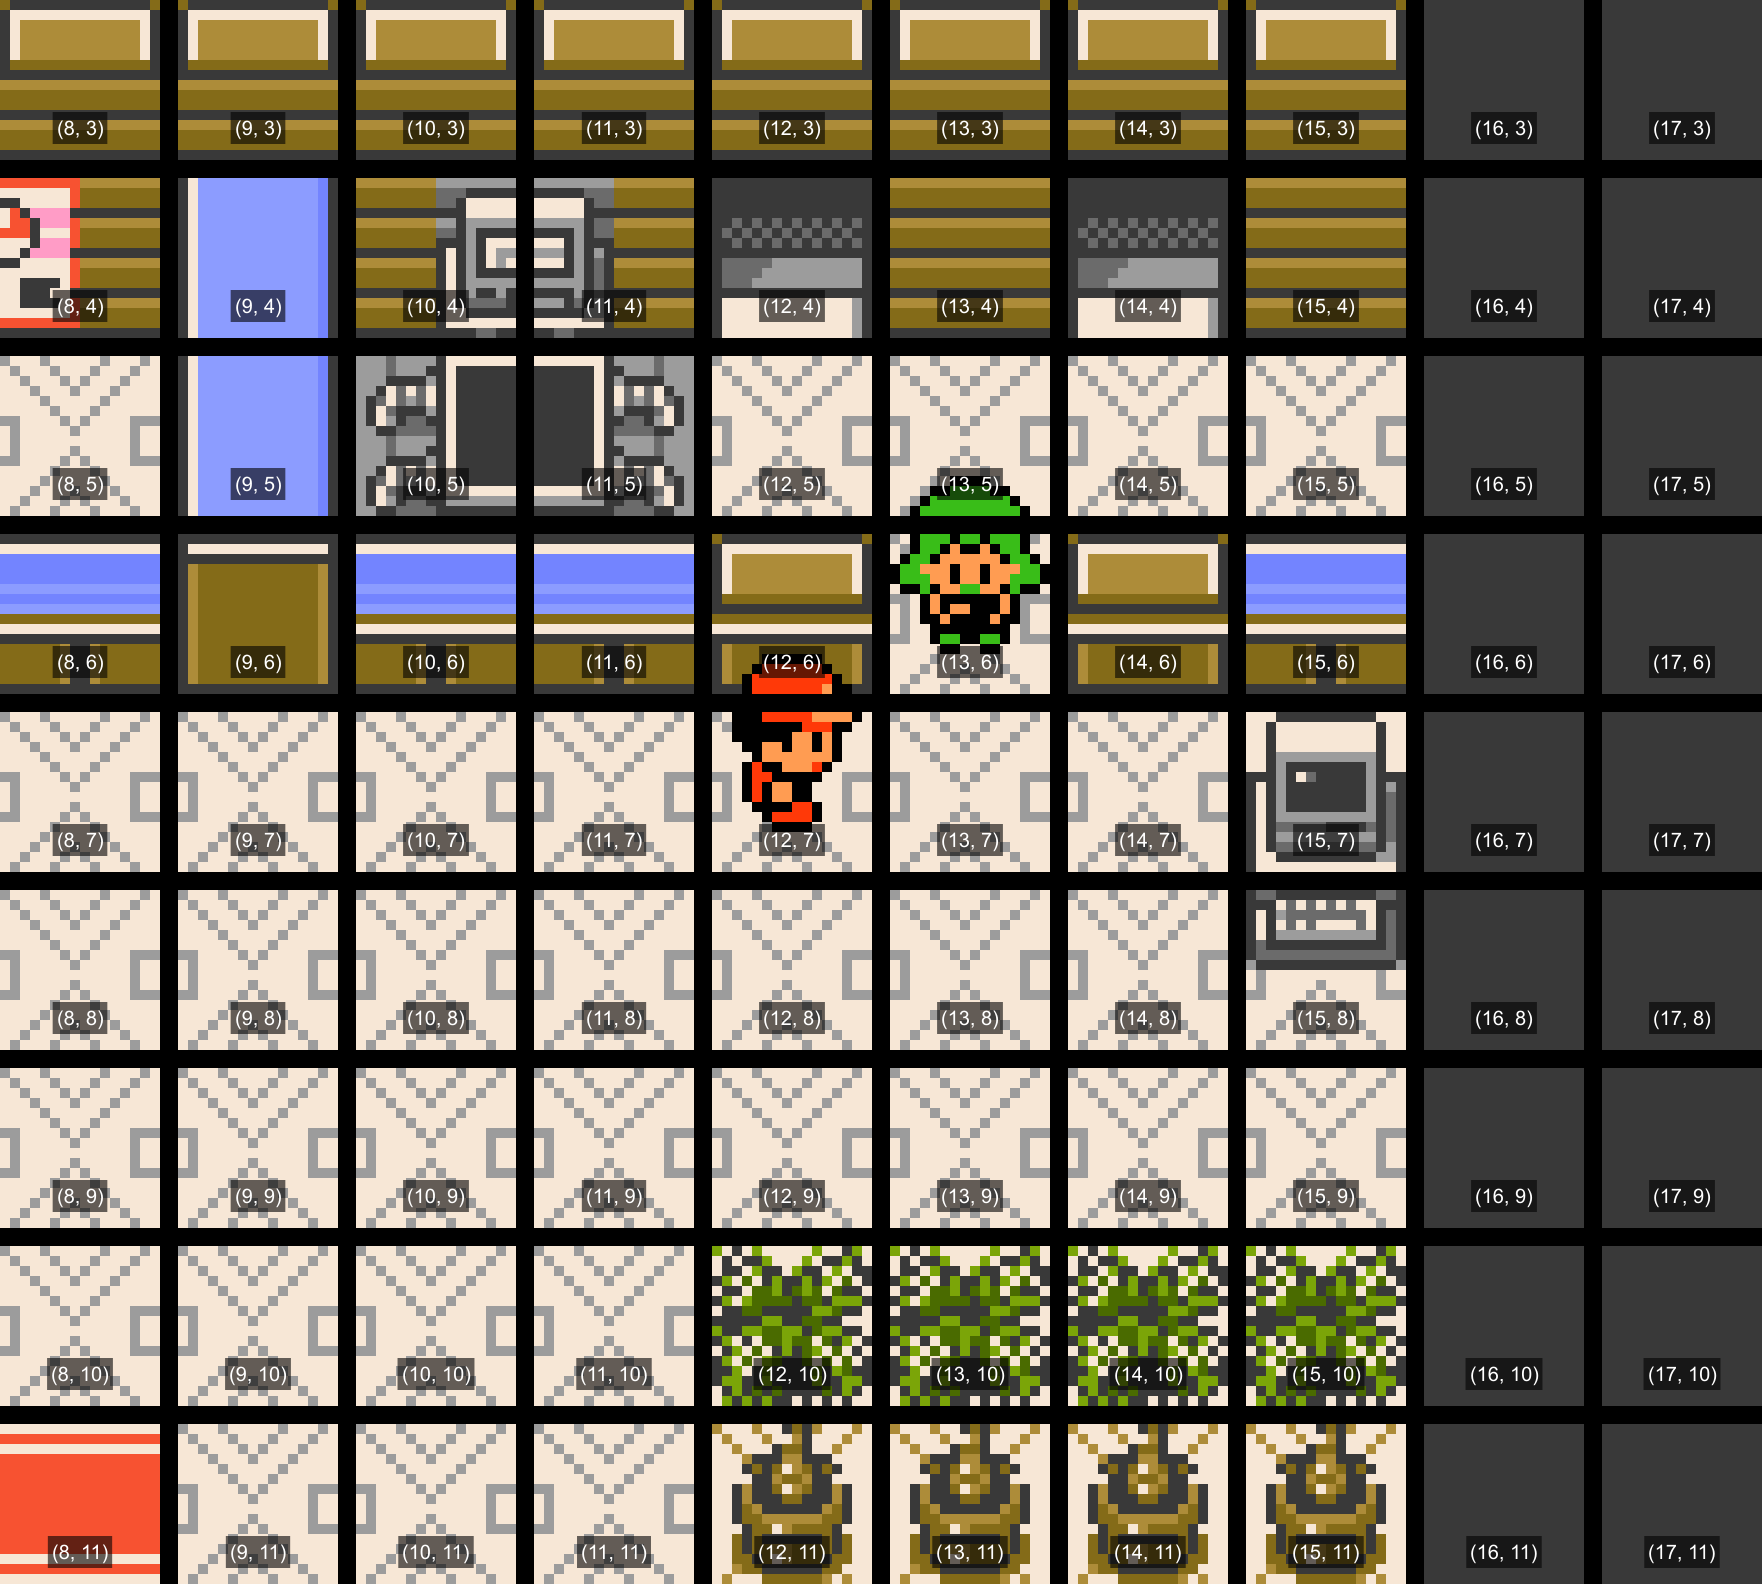 (8, 3) (9, 3) (10, 3) (11, 3) (12, 3) (13, 3) (14, 3) (15, 3) (16, 3) (17, 3)
(8, 4) (9, 4) (10, 4) (11, 4) (12, 4) (13, 4) (14, 4) (15, 4) (16, 4) (17, 4)
(8, 5) (9, 5) (10, 5) (11, 5) (12, 5) (13, 5) (14, 5) (15, 5) (16, 5) (17, 5)
(8, 6) (9, 6) (10, 6) (11, 6) (12, 6) (13, 6) (14, 6) (15, 6) (16, 6) (17, 6)
(8, 7) (9, 7) (10, 7) (11, 7) (12, 7) (13, 7) (14, 7) (15, 7) (16, 7) (17, 7)
(8, 8) (9, 8) (10, 8) (11, 8) (12, 8) (13, 8) (14, 8) (15, 8) (16, 8) (17, 8)
(8, 9) (9, 9) (10, 9) (11, 9) (12, 9) (13, 9) (14, 9) (15, 9) (16, 9) (17, 9)
(8, 10) (9, 10) (10, 10) (11, 10) (12, 10) (13, 10) (14, 10) (15, 10) (16, 10) (17, 10)
(8, 11) (9, 11) (10, 11) (11, 11) (12, 11) (13, 11) (14, 11) (15, 11) (16, 11) (17, 11)